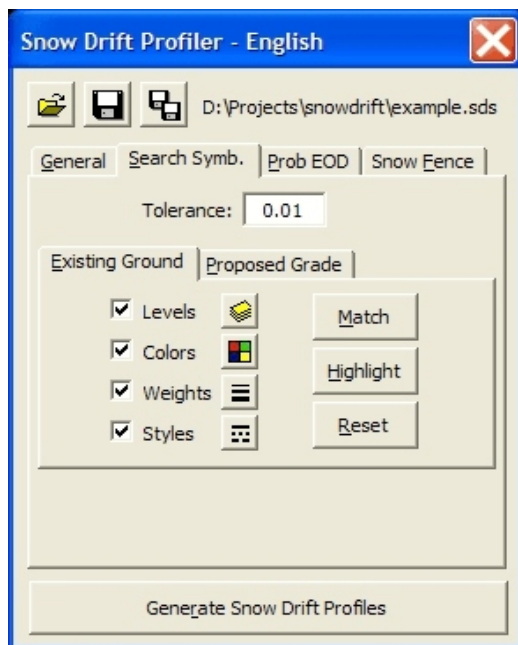 Snow Drift Profiler - English
D:\Projects\snowdrift\example.sds
General Search Symb. Prob EOD Snow Fence
Tolerance: 0.01
Existing Ground Proposed Grade
Levels Match
Colors
Highlight
Weights
Styles Reset
Generate Snow Drift Profiles